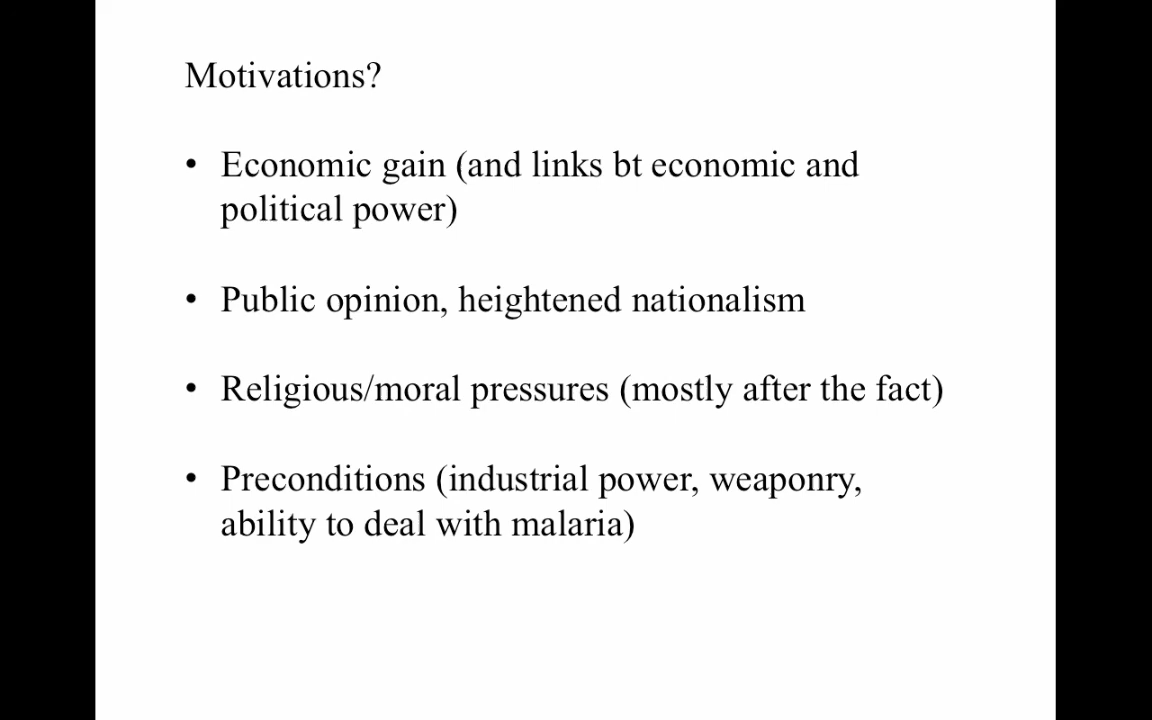 Motivations?
• Economic gain (and links bt economic and
political power)
• Public opinion, heightened nationalism
• Religious/moral pressures (mostly after the fact)
• Preconditions (industrial power, weaponry,
ability to deal with malaria)